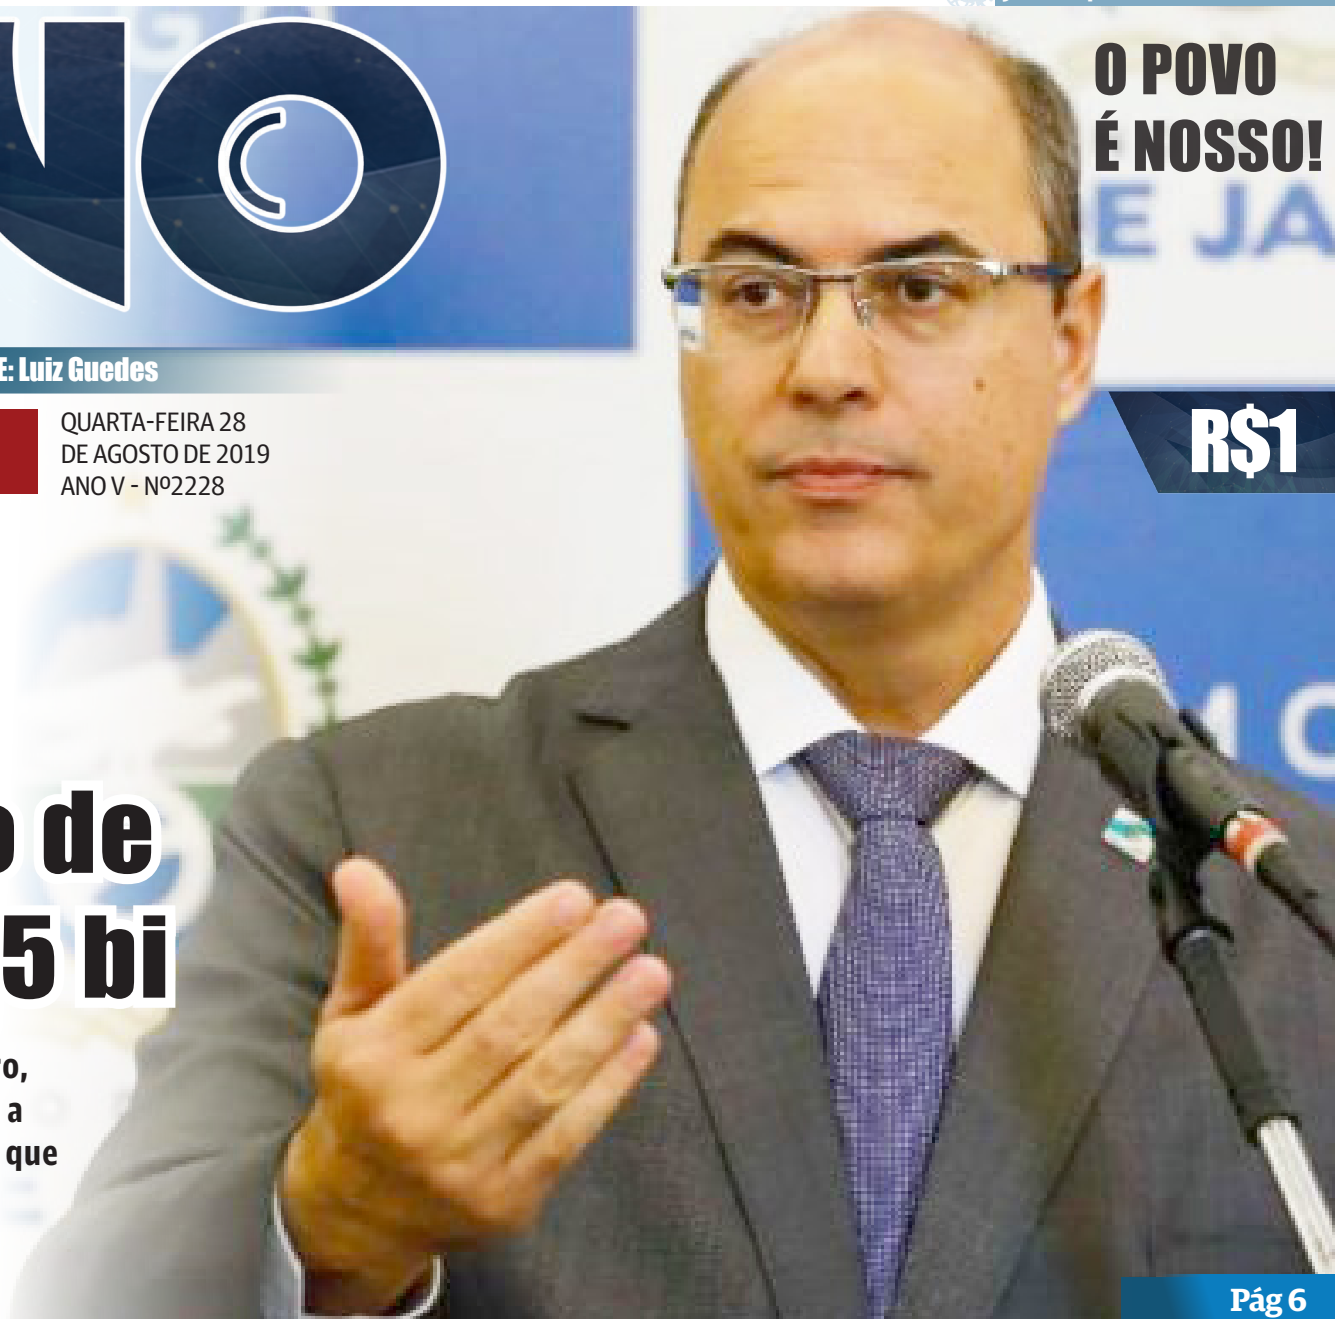 NO
O POVO
É NOSSO!
E JA
E: Luiz Guedes
QUARTA-FEIRA 28
DE AGOSTO DE 2019
ANO V - Nº2228
R$1
o de
5 bi
o,
a
que
Pág 6